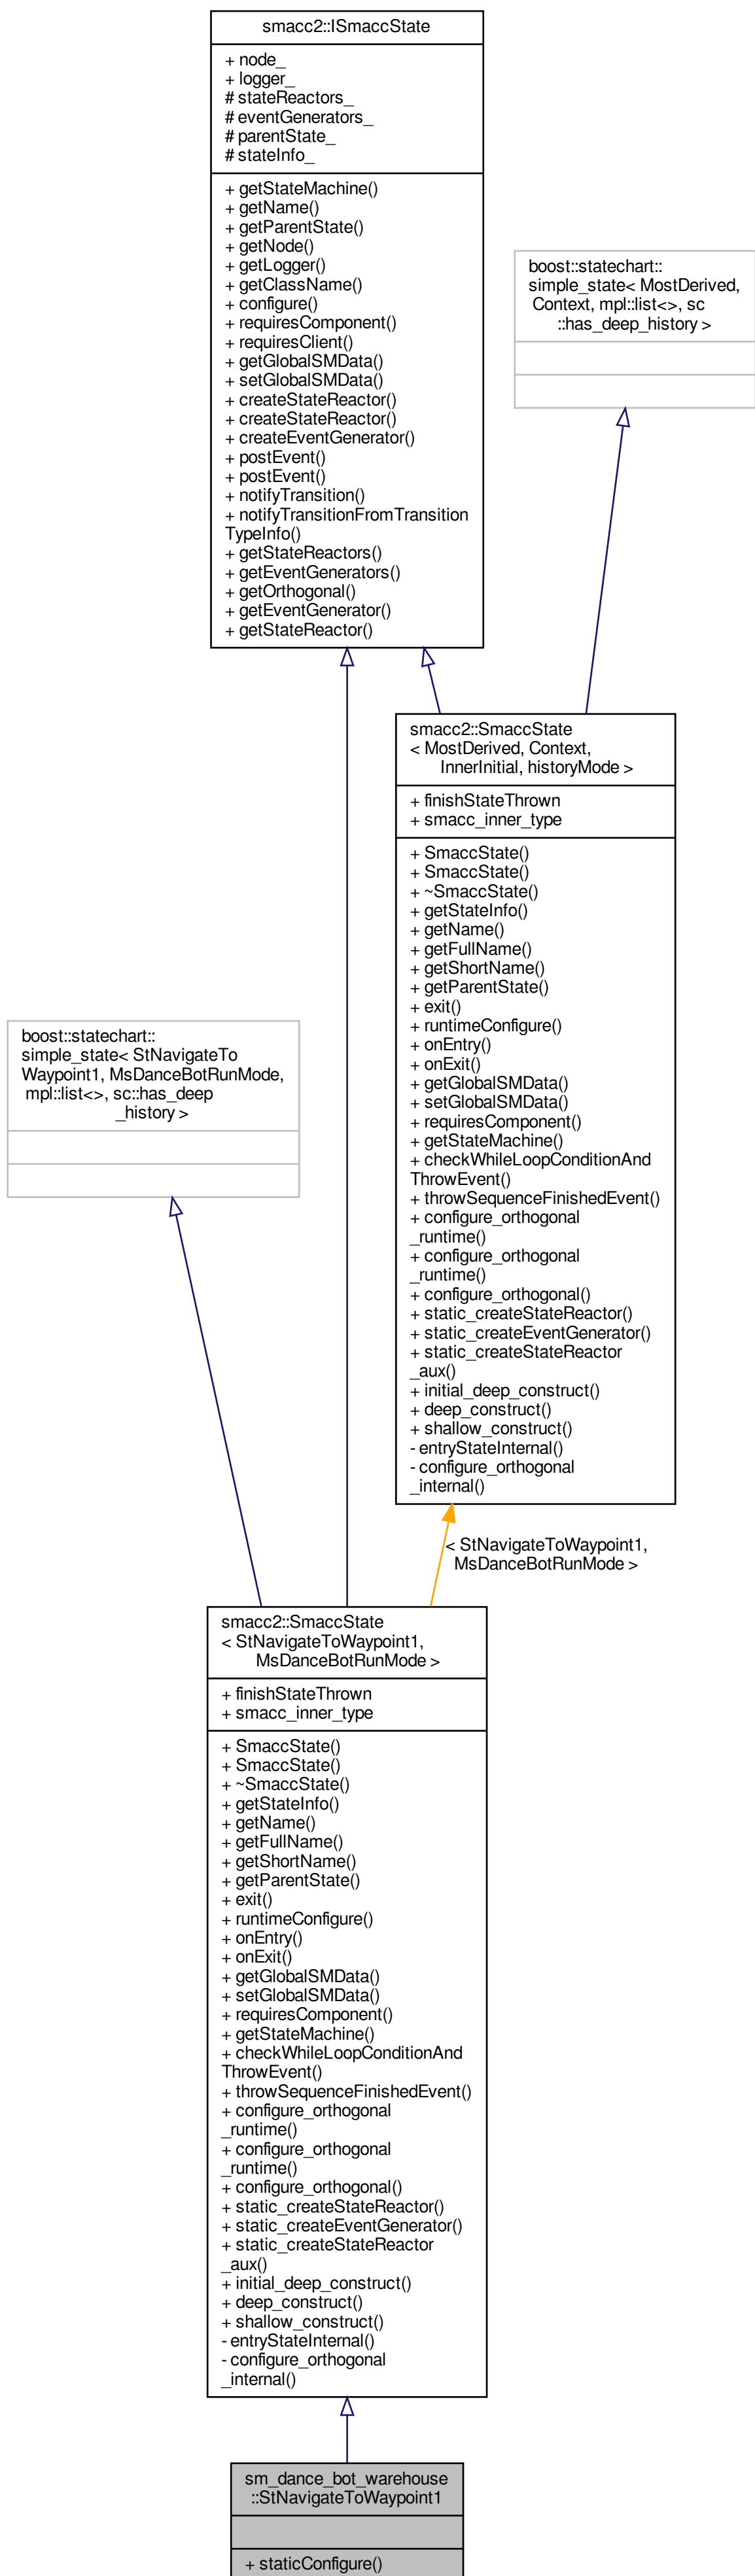 smacc2::ISmaccState
+ node_
+ logger_
# stateReactors_
# eventGenerators_
# parentState_
# stateInfo_
+ getStateMachine()
+ getName()
+ getParentState()
+ getNode()
+ getLogger()
+ getClassName()
+ configure()
+ requiresComponent()
+ requiresClient()
+ getGlobalSMData()
+ setGlobalSMData()
+ createStateReactor()
+ createStateReactor()
+ createEventGenerator()
+ postEvent()
+ postEvent()
+ notifyTransition()
+ notifyTransitionFromTransition
TypeInfo()
+ getStateReactors()
+ getEventGenerators()
+ getOrthogonal()
+ getEventGenerator()
+ getStateReactor()
boost::statechart::
simple_state< MostDerived,
Context, mpl::list<>, sc
::has_deep_history >
smacc2::SmaccState
< MostDerived, Context,
InnerInitial, historyMode >
+ finishStateThrown
+ smacc_inner_type
+ SmaccState()
+ SmaccState()
+ ~SmaccState()
+ getStateInfo()
+ getName()
+ getFullName()
+ getShortName()
+ getParentState()
+ exit()
+ runtimeConfigure()
+ onEntry()
+ onExit()
+ getGlobalSMData()
+ setGlobalSMData()
+ requiresComponent()
+ getStateMachine()
+ checkWhileLoopConditionAnd
ThrowEvent()
+ throwSequenceFinishedEvent()
+ configure_orthogonal
_runtime()
+ configure_orthogonal
_runtime()
+ configure_orthogonal()
+ static_createStateReactor()
+ static_createEventGenerator()
+ static_createStateReactor
_aux()
+ initial_deep_construct()
+ deep_construct()
+ shallow_construct()
- entryStateInternal()
- configure_orthogonal
_internal()
boost::statechart::
simple_state< StNavigateTo
Waypoint1, MsDanceBotRunMode,
mpl::list<>, sc::has_deep
_history >
< StNavigateToWaypoint1,
MsDanceBotRunMode >
smacc2::SmaccState
< StNavigateToWaypoint1,
MsDanceBotRunMode >
+ finishStateThrown
+ smacc_inner_type
+ SmaccState()
+ SmaccState()
+ ~SmaccState()
+ getStateInfo()
+ getName()
+ getFullName()
+ getShortName()
+ getParentState()
+ exit()
+ runtimeConfigure()
+ onEntry()
+ onExit()
+ getGlobalSMData()
+ setGlobalSMData()
+ requiresComponent()
+ getStateMachine()
+ checkWhileLoopConditionAnd
ThrowEvent()
+ throwSequenceFinishedEvent()
+ configure_orthogonal
_runtime()
+ configure_orthogonal
_runtime()
+ configure_orthogonal()
+ static_createStateReactor()
+ static_createEventGenerator()
+ static_createStateReactor
_aux()
+ initial_deep_construct()
+ deep_construct()
+ shallow_construct()
- entryStateInternal()
- configure_orthogonal
_internal()
sm_dance_bot_warehouse
::StNavigateToWaypoint1
+ staticConfigure()